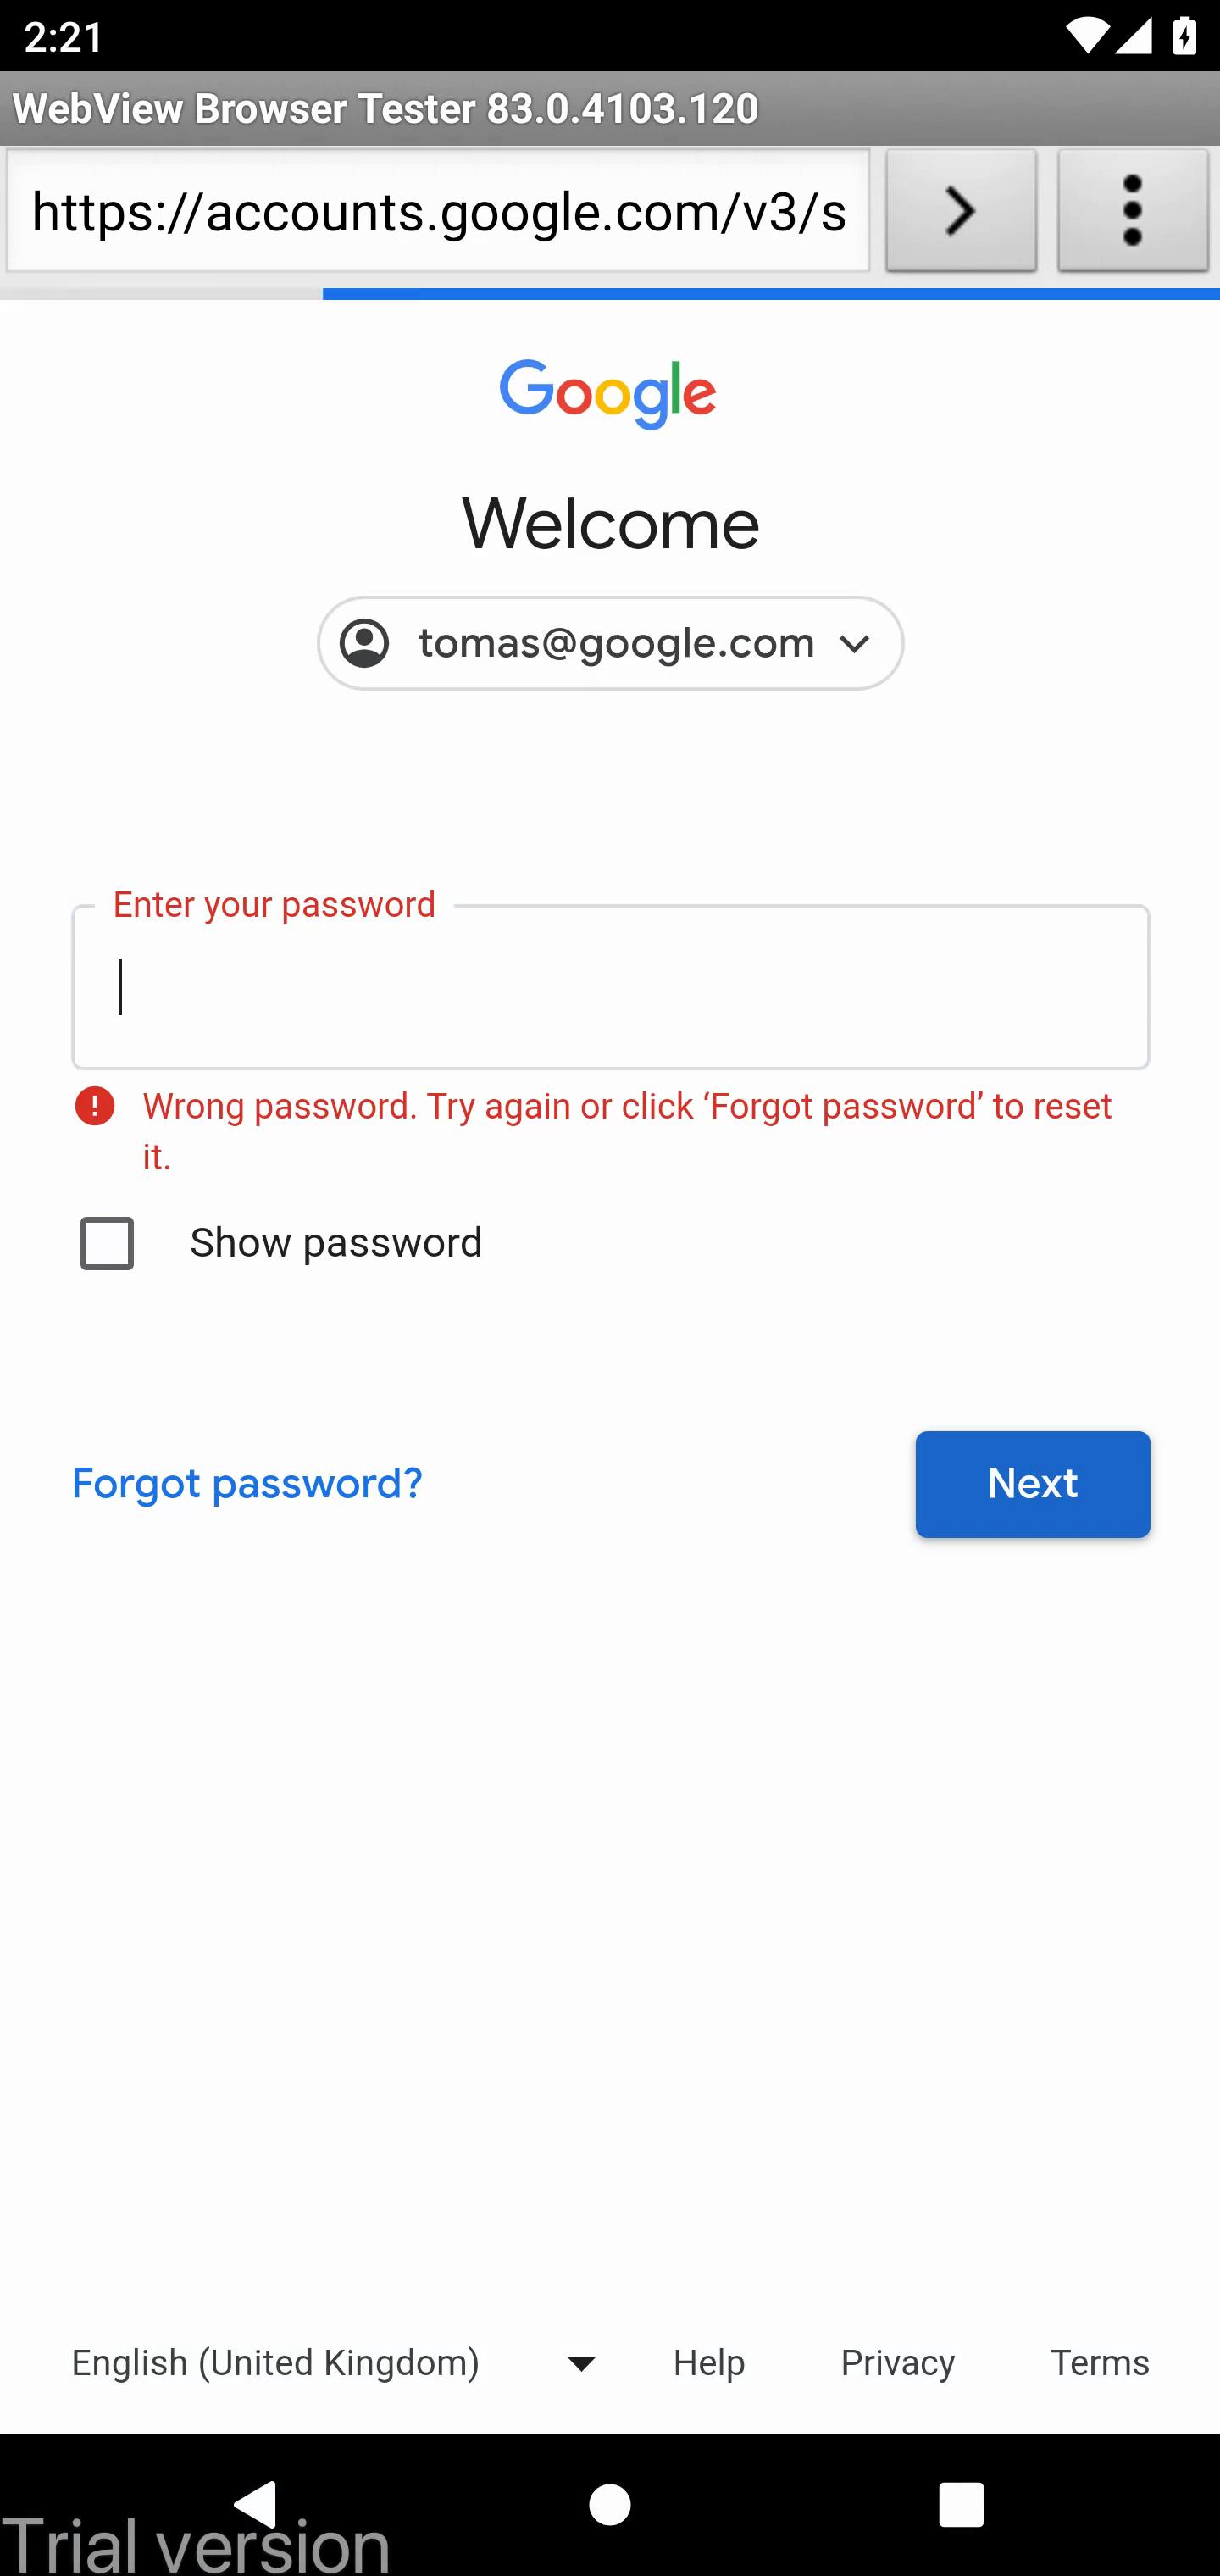 2:21
WebView Browser Tester 83.0.4103.120
https://accounts.google.com/v3/s
Google
Welcome
tomas@google.com
Enter your password
Wrong password. Try again or click ‘Forgot password’ to reset
it.
Show password
Forgot password?
Next
English (United Kingdom)
Help
Privacy
Terms
Trial version